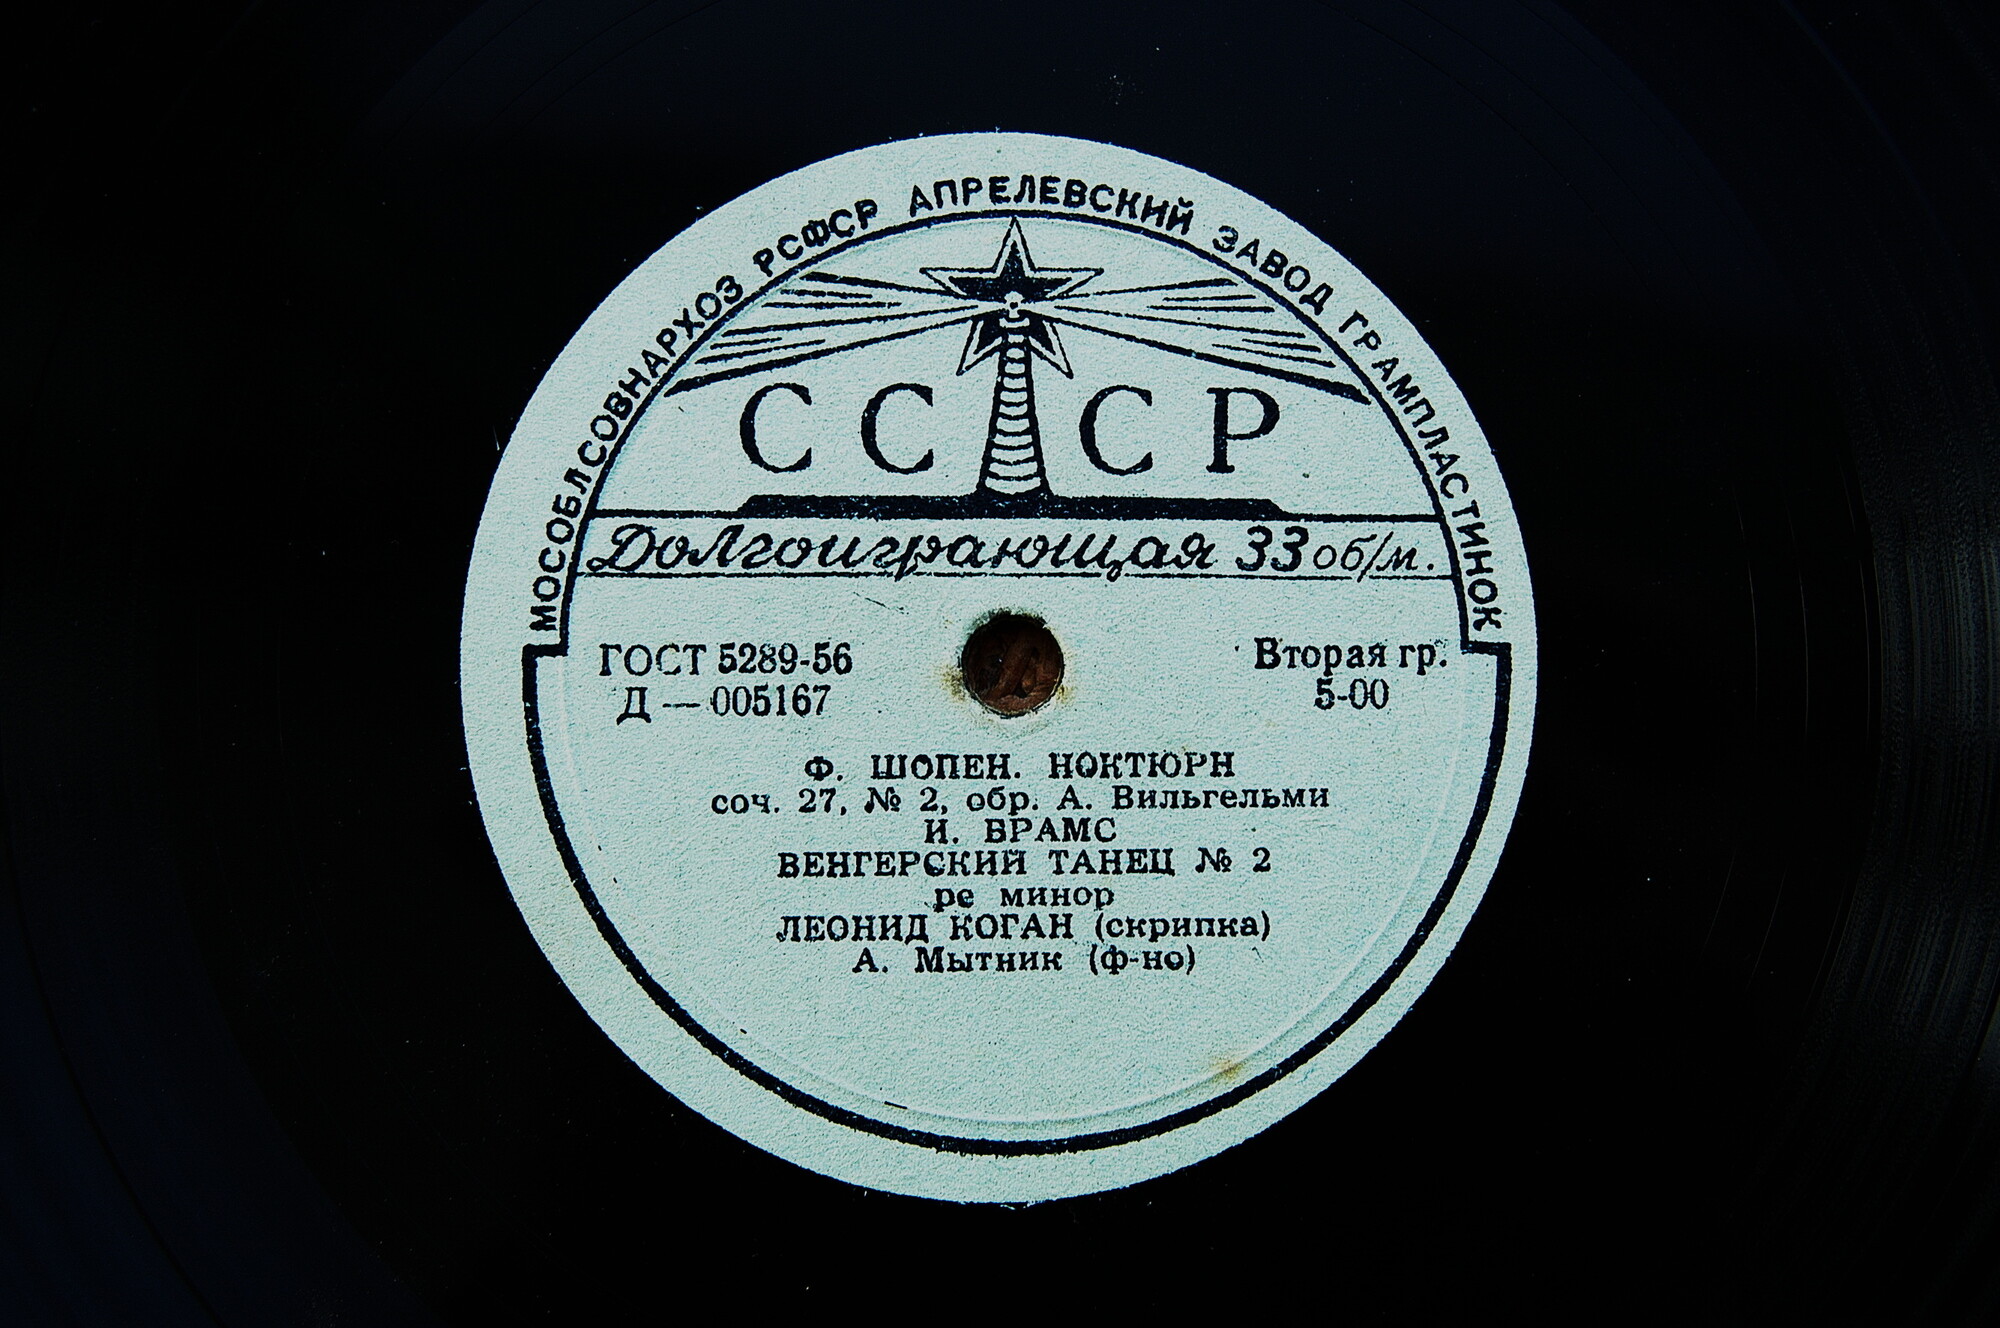 МОСОБЛСОВНАРХОЗ РСФСР АПРЕЛЕВСКИЙ ЗАВОД ГРАМПЛАСТИНОК
СССР
Долгоиграющая 33 об/м.
ГОСТ 5289-56
Д — 005167
Вторая гр.
5-00
Ф. ШОПЕН. НОКТЮРН
соч. 27, № 2, обр. А. Вильгельми
И. БРАМС
ВЕНГЕРСКИЙ ТАНЕЦ № 2
ре минор
ЛЕОНИД КОГАН (скрипка)
А. Мытник (ф-но)